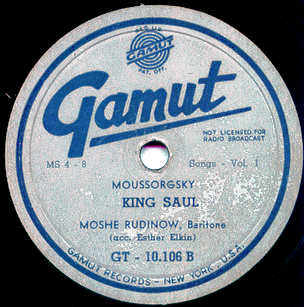 REG. US.
GAMUT
PAT. OFF.
Gamut
NOT LICENSED FOR
RADIO BROADCAST
MS 4 - 8
Songs - Vol. 1
MOUSSORGSKY
KING SAUL
MOSHE RUDINOW, Baritone
(acc. Esther Elkin)
GT - 10.106 B
GAMUT RECORDS - NEW YORK, U.S.A.